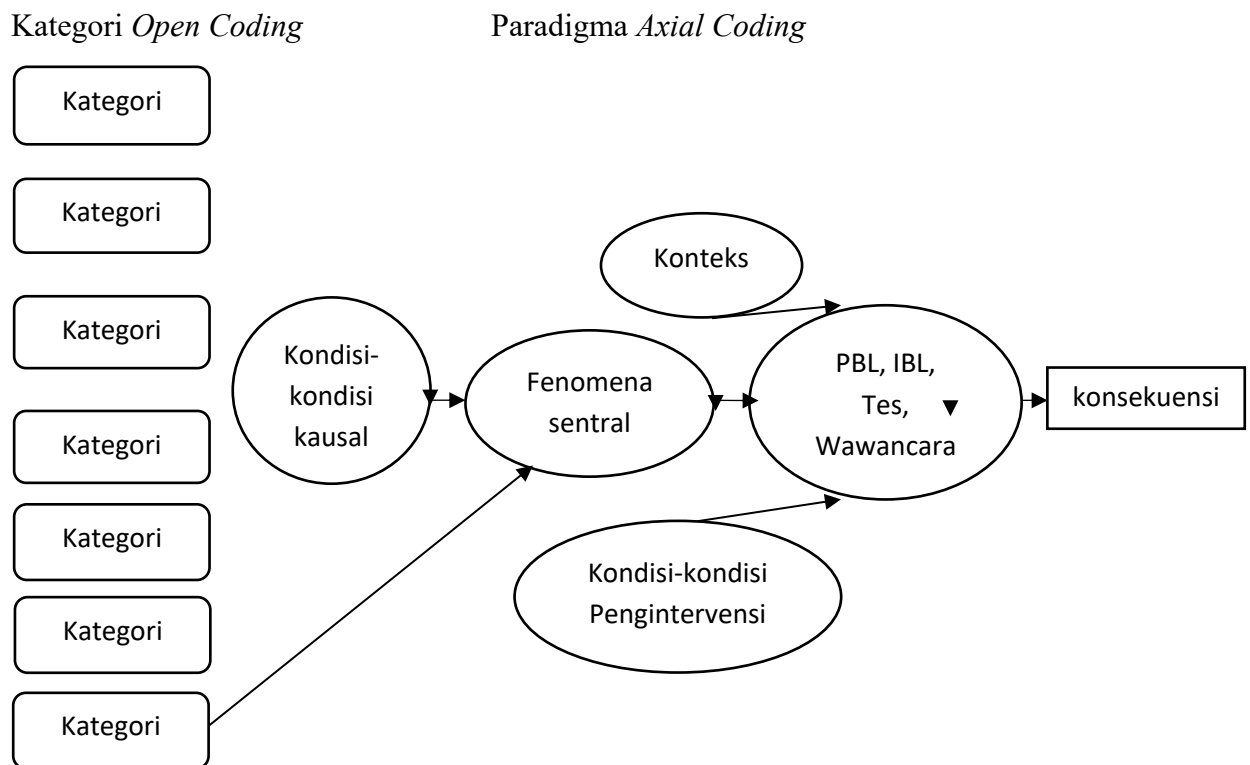 Kategori Open Coding
Paradigma Axial Coding
Kategori
Kategori
Kategori
Kategori
Kategori
Kategori
Kategori
Kondisi-
kondisi
kausal
Fenomena
sentral
Konteks
PBL, IBL,
Tes,
Wawancara
Kondisi-kondisi
Pengintervensi
konsekuensi